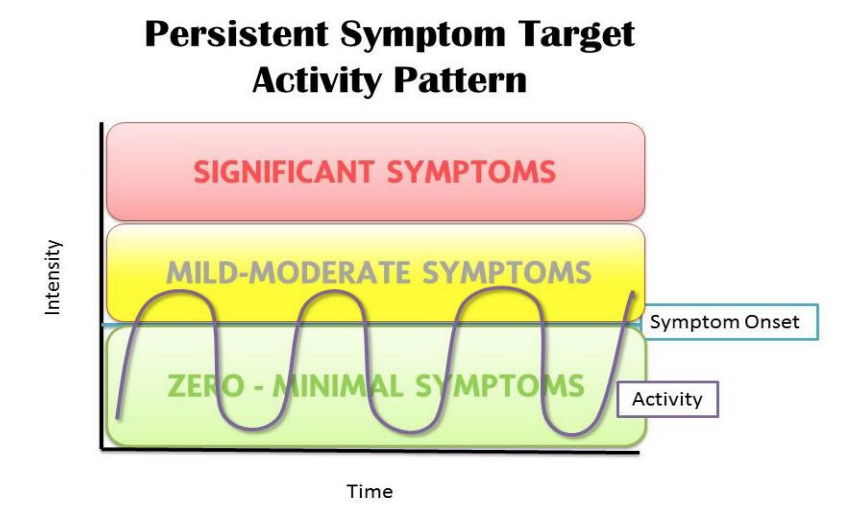 Persistent Symptom Target
Activity Pattern
SIGNIFICANT SYMPTOMS
Intensity
MILD-MODERATE SYMPTOMS
Symptom Onset
ZERO - MINIMAL SYMPTOMS
Activity
Time